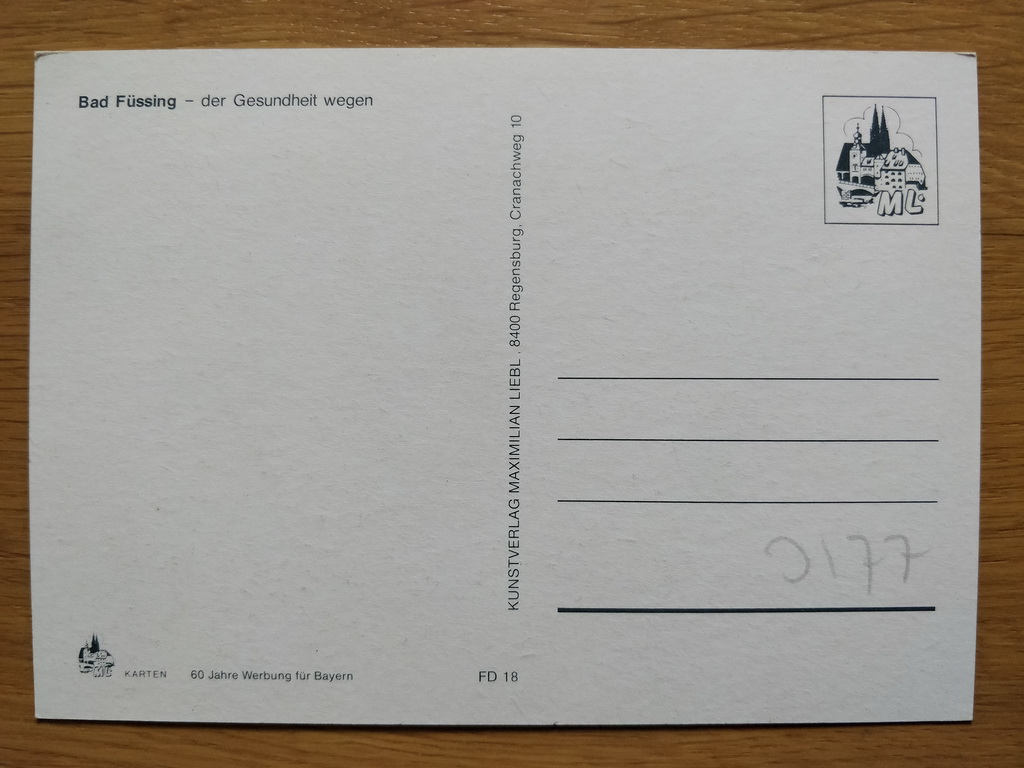 Bad Füssing – der Gesundheit wegen
KUNSTVERLAG MAXIMILIAN LIEBL . 8400 Regensburg, Cranachweg 10
ML
ML KARTEN 60 Jahre Werbung für Bayern
FD 18